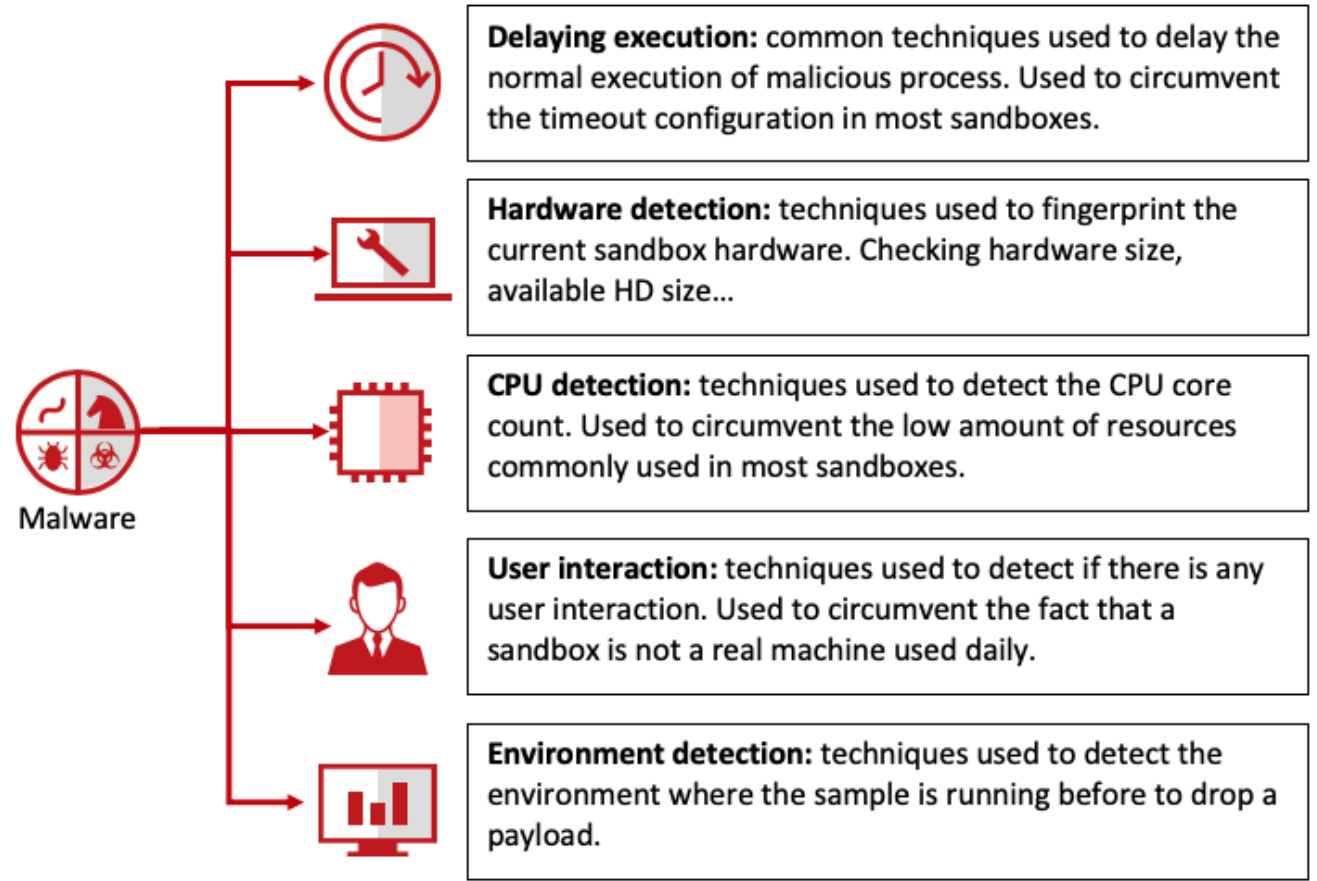 Delaying execution: common techniques used to delay the
normal execution of malicious process. Used to circumvent
the timeout configuration in most sandboxes.
Hardware detection: techniques used to fingerprint the
current sandbox hardware. Checking hardware size,
available HD size...
CPU detection: techniques used to detect the CPU core
count. Used to circumvent the low amount of resources
commonly used in most sandboxes.
Malware
User interaction: techniques used to detect if there is any
user interaction. Used to circumvent the fact that a
sandbox is not a real machine used daily.
Environment detection: techniques used to detect the
environment where the sample is running before to drop a
payload.